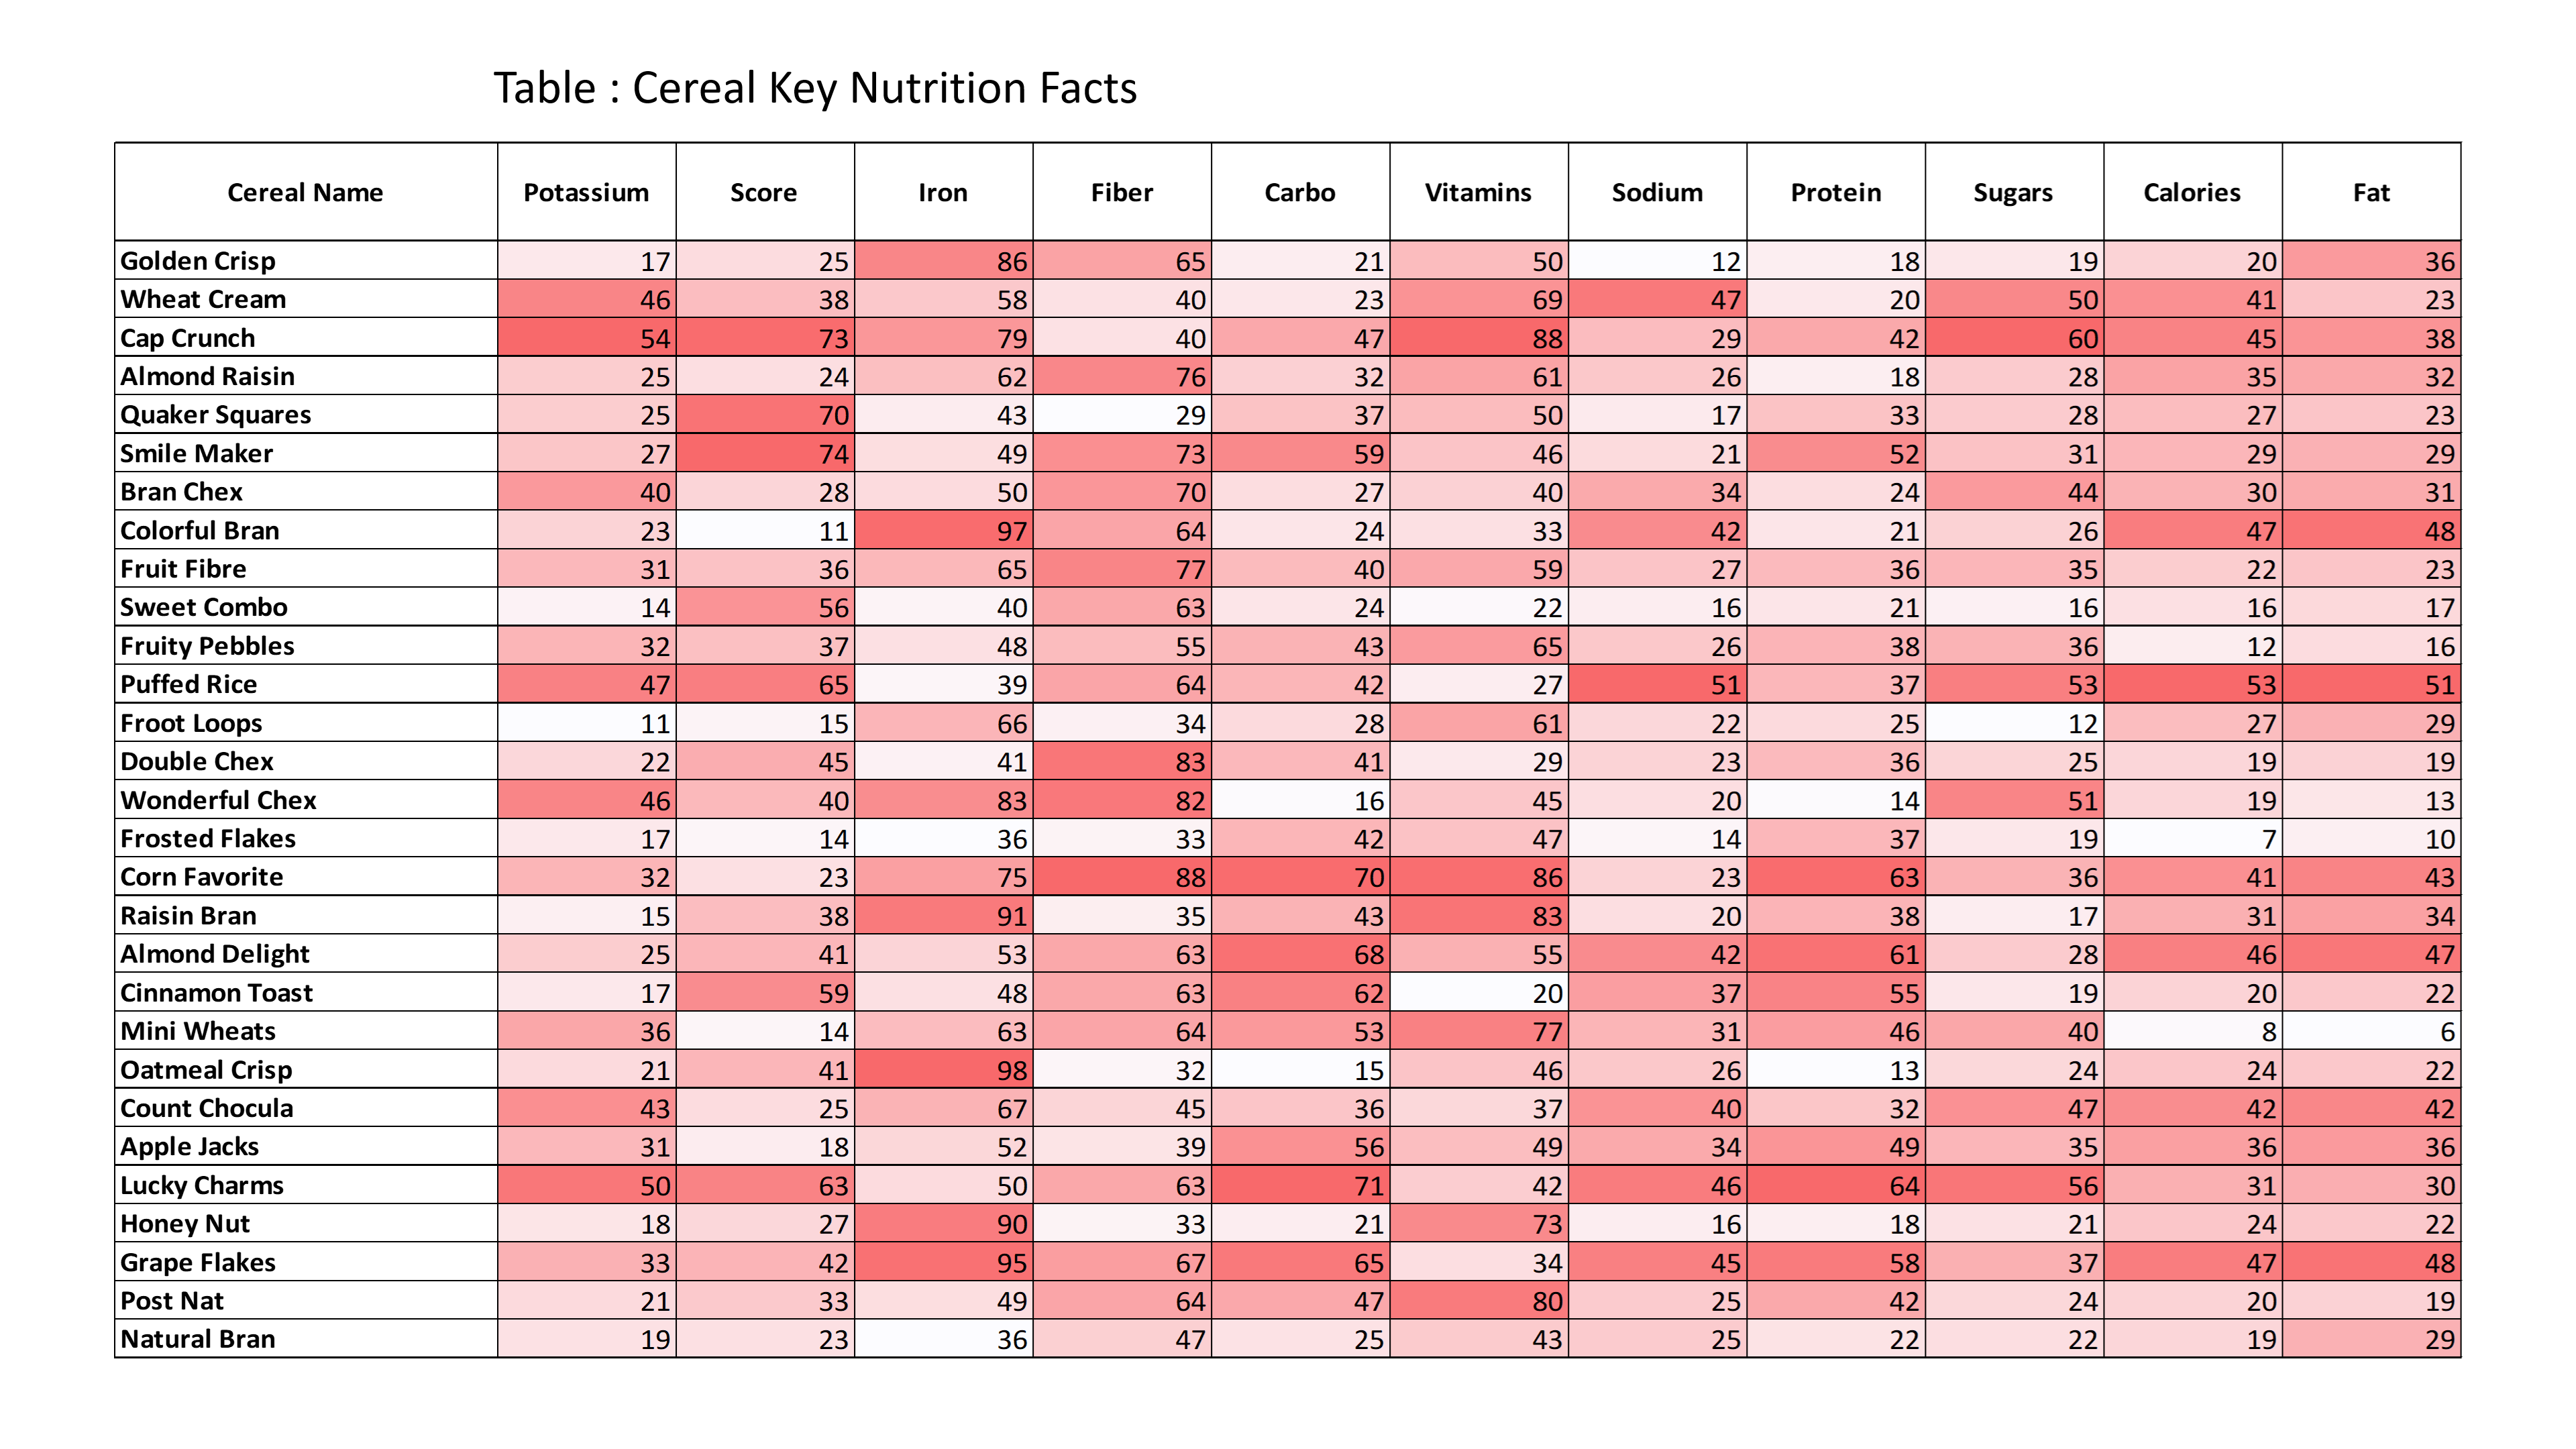 Table : Cereal Key Nutrition Facts
Cereal Name Potassium Score Iron Fiber Carbo Vitamins Sodium Protein Sugars Calories Fat
Golden Crisp 17 25 86 65 21 50 12 18 19 20 36
Wheat Cream 46 38 58 40 23 69 47 20 50 41 23
Cap Crunch 54 73 79 40 47 88 29 42 60 45 38
Almond Raisin 25 24 62 76 32 61 26 18 28 35 32
Quaker Squares 25 70 43 29 37 50 17 33 28 27 23
Smile Maker 27 74 49 73 59 46 21 52 31 29 29
Bran Chex 40 28 50 70 27 40 34 24 44 30 31
Colorful Bran 23 11 97 64 24 33 42 21 26 47 48
Fruit Fibre 31 36 65 77 40 59 27 36 35 22 23
Sweet Combo 14 56 40 63 24 22 16 21 16 16 17
Fruity Pebbles 32 37 48 55 43 65 26 38 36 12 16
Puffed Rice 47 65 39 64 42 27 51 37 53 53 51
Froot Loops 11 15 66 34 28 61 22 25 12 27 29
Double Chex 22 45 41 83 41 29 23 36 25 19 19
Wonderful Chex 46 40 83 82 16 45 20 14 51 19 13
Frosted Flakes 17 14 36 33 42 47 14 37 19 7 10
Corn Favorite 32 23 75 88 70 86 23 63 36 41 43
Raisin Bran 15 38 91 35 43 83 20 38 17 31 34
Almond Delight 25 41 53 63 68 55 42 61 28 46 47
Cinnamon Toast 17 59 48 63 62 20 37 55 19 20 22
Mini Wheats 36 14 63 64 53 77 31 46 40 8 6
Oatmeal Crisp 21 41 98 32 15 46 26 13 24 24 22
Count Chocula 43 25 67 45 36 37 40 32 47 42 42
Apple Jacks 31 18 52 39 56 49 34 49 35 36 36
Lucky Charms 50 63 50 63 71 42 46 64 56 31 30
Honey Nut 18 27 90 33 21 73 16 18 21 24 22
Grape Flakes 33 42 95 67 65 34 45 58 37 47 48
Post Nat 21 33 49 64 47 80 25 42 24 20 19
Natural Bran 19 23 36 47 25 43 25 22 22 19 29